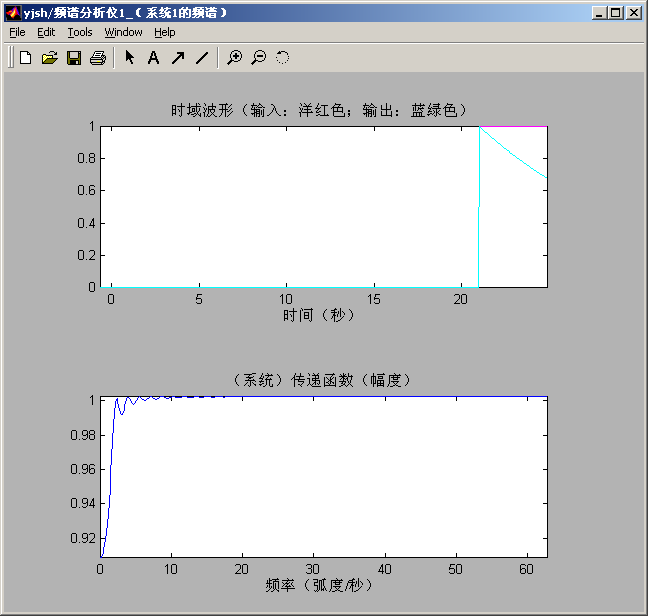 yjsh/频谱分析仪1_（系统1的频谱）
File Edit Tools Window Help
时域波形（输入：洋红色；输出：蓝绿色）
1
0.8
0.6
0.4
0.2
0
0 5 10 15 20
时间（秒）
（系统）传递函数（幅度）
1
0.98
0.96
0.94
0.92
0 10 20 30 40 50 60
频率（弧度/秒）